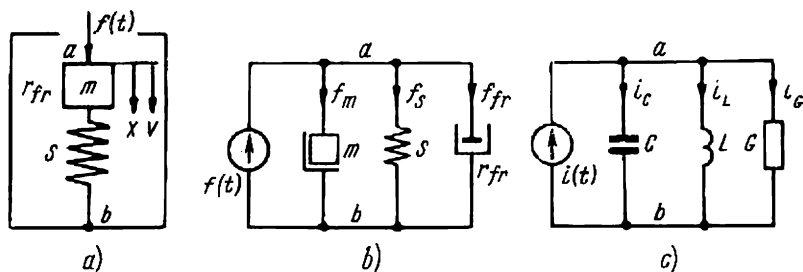 f(t)
a
r_fr m
X V
S
b
a)
a
f_m f_s f_fr
m S r_fr
f(t)
b
b)
a
i_C i_L i_G
C L G
i(t)
b
c)